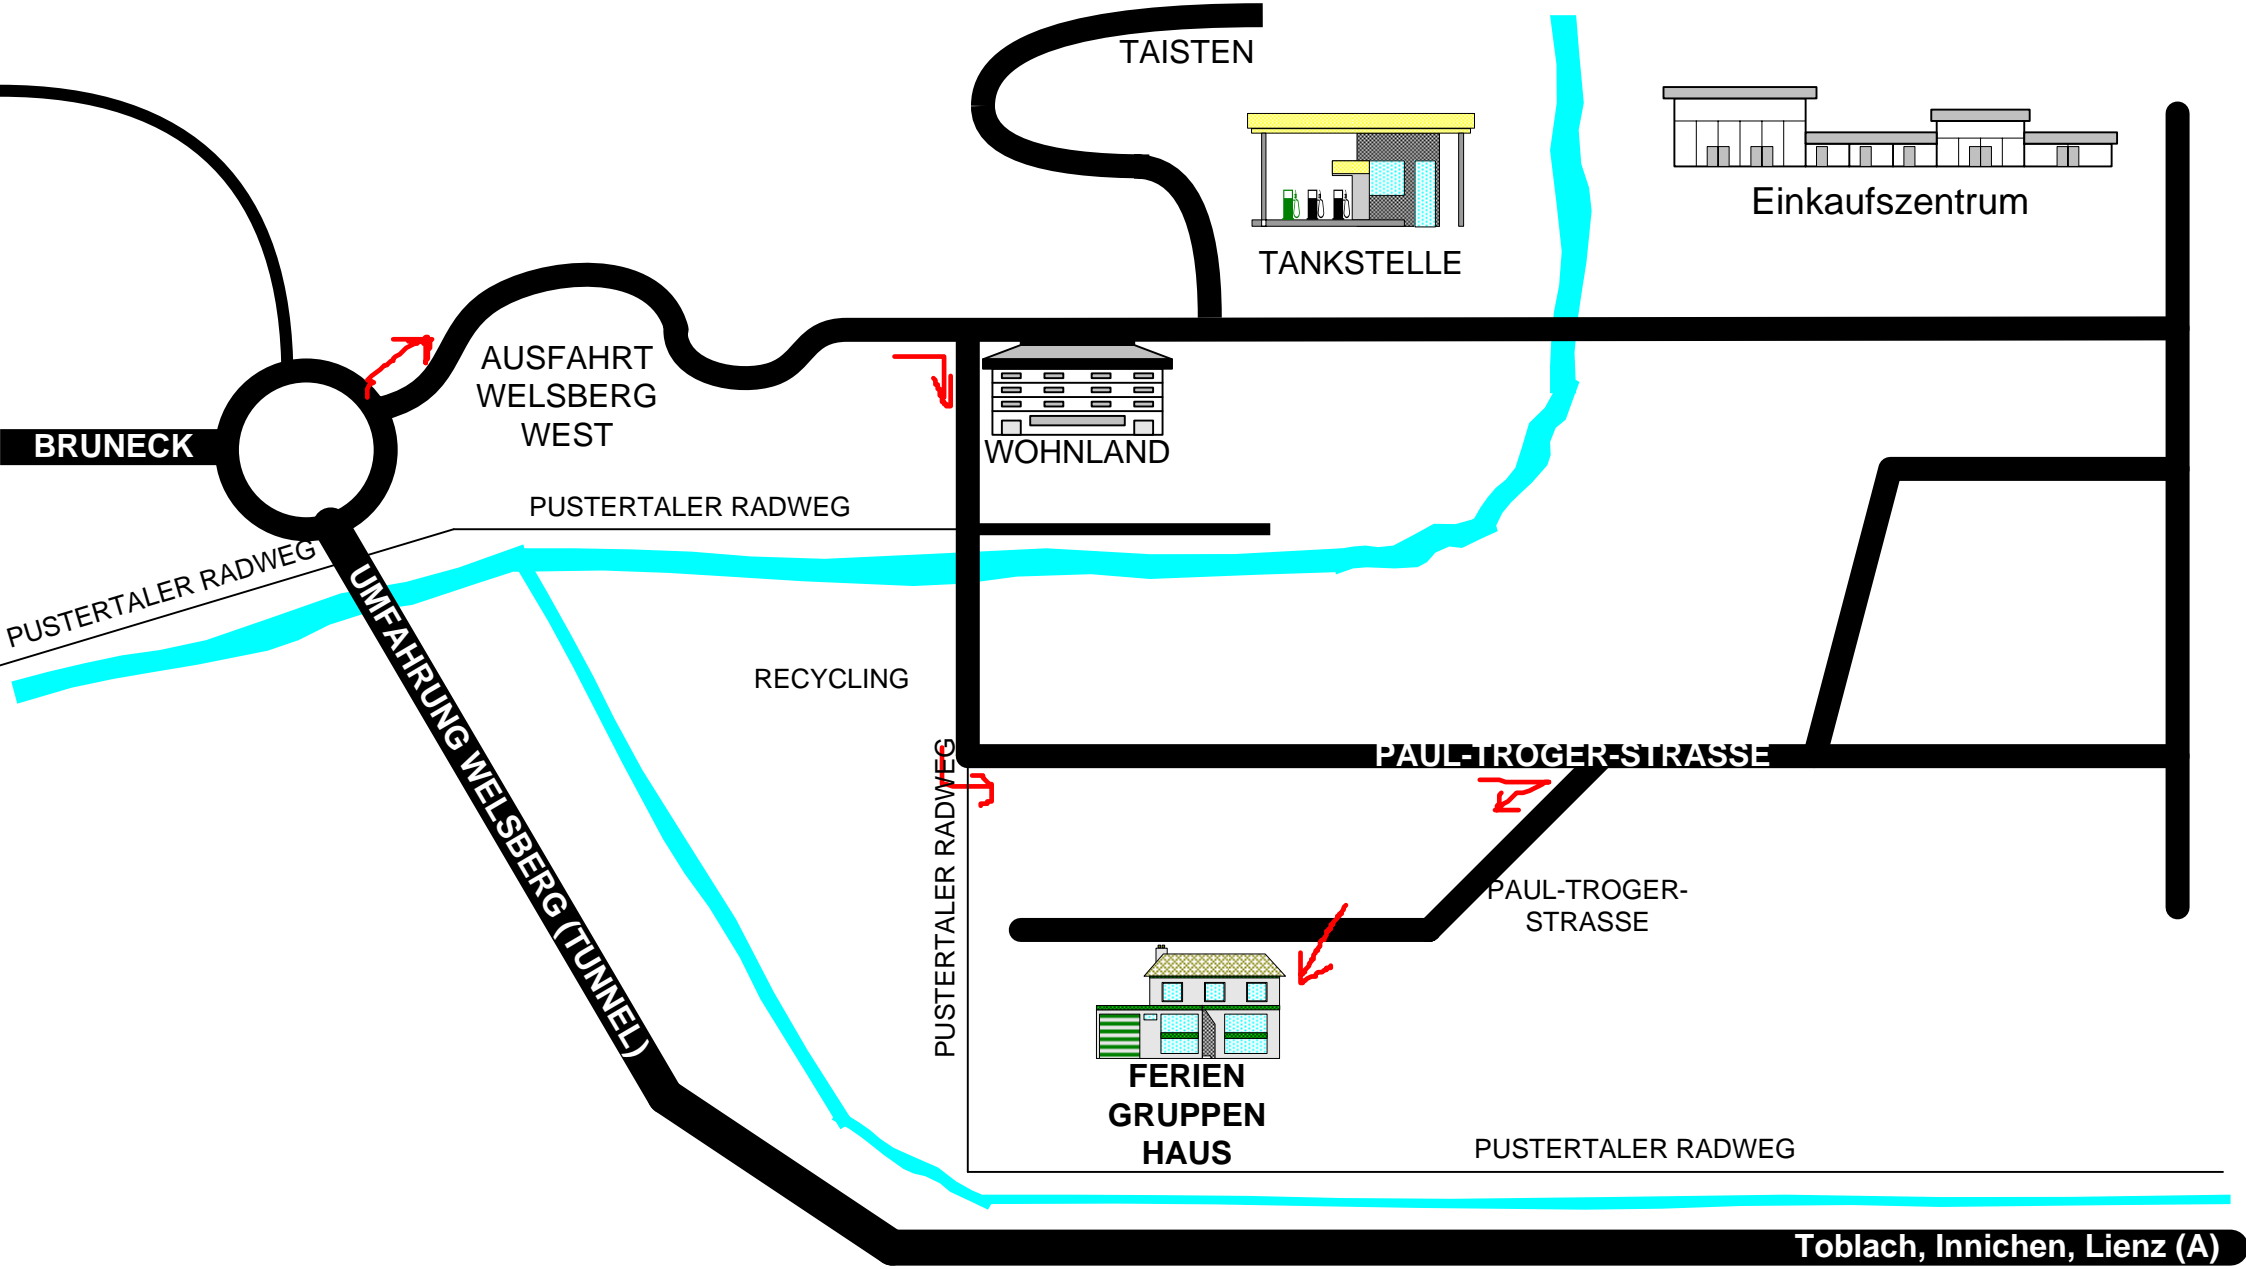 TAISTEN
Einkaufszentrum
TANKSTELLE
AUSFAHRT
WELSBERG
WEST
BRUNECK
WOHNLAND
PUSTERTALER RADWEG
PUSTERTALER RADWEG
UMFAHRUNG WELSBERG (TUNNEL)
RECYCLING
PUSTERTALER RADWEG
PAUL-TROGER-STRASSE
PAUL-TROGER-
STRASSE
FERIEN
GRUPPEN
HAUS
PUSTERTALER RADWEG
Toblach, Innichen, Lienz (A)